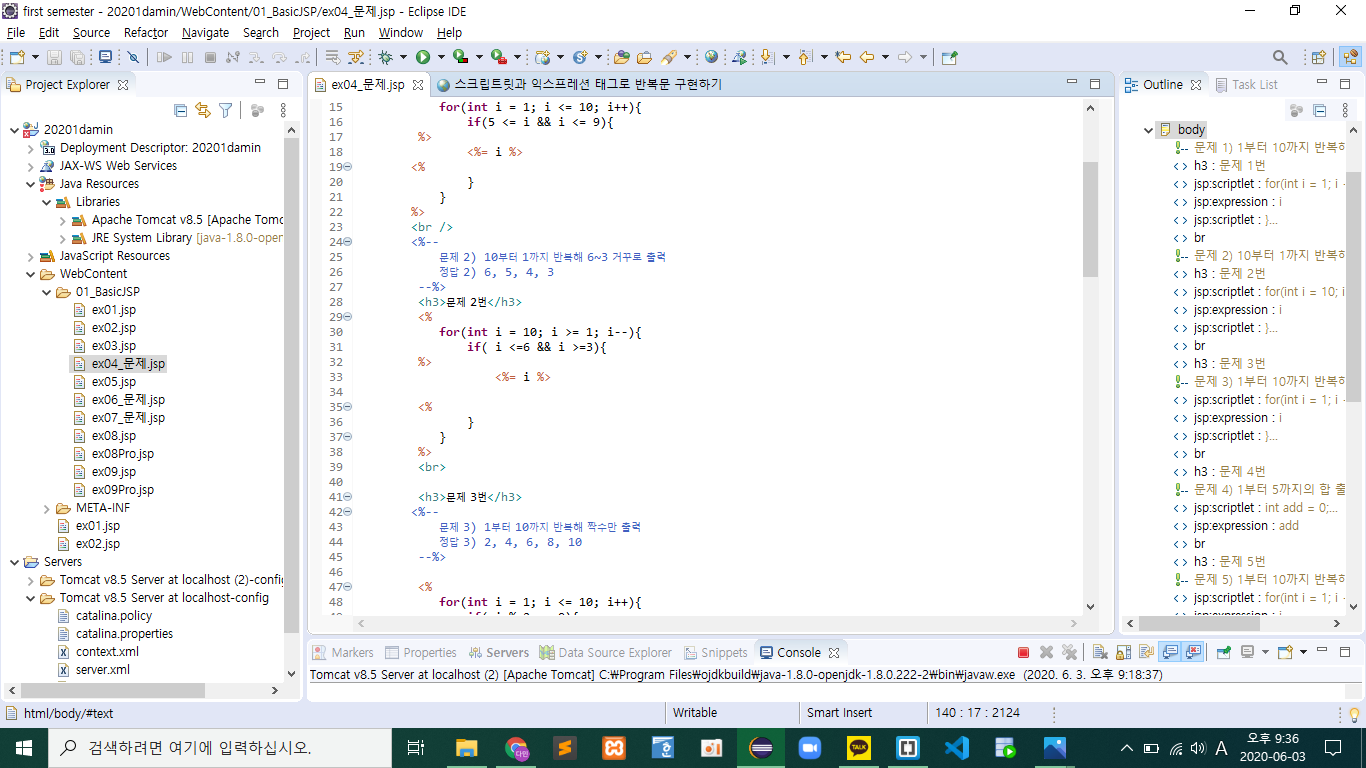 first semester - 20201damin/WebContent/01_BasicJSP/ex04_문제.jsp - Eclipse IDE
File Edit Source Refactor Navigate Search Project Run Window Help
Project Explorer
20201damin
Deployment Descriptor: 20201damin
JAX-WS Web Services
Java Resources
Libraries
Apache Tomcat v8.5 [Apache Tomc
JRE System Library [java-1.8.0-open
JavaScript Resources
WebContent
01_BasicJSP
ex01.jsp
ex02.jsp
ex03.jsp
ex04_문제.jsp
ex05.jsp
ex06_문제.jsp
ex07_문제.jsp
ex08.jsp
ex08Pro.jsp
ex09.jsp
ex09Pro.jsp
META-INF
ex01.jsp
ex02.jsp
Servers
Tomcat v8.5 Server at localhost (2)-config
Tomcat v8.5 Server at localhost-config
catalina.policy
catalina.properties
context.xml
server.xml
ex04_문제.jsp 스크립트릿과 익스프레션 태그로 반복문 구현하기
15 for(int i = 1; i <= 10; i++){
16 if(5 <= i && i <= 9){
17 %>
18 <%= i %>
19 <%
20 }
21 }
22 %>
23 <br />
24 <%--
25 문제 2) 10부터 1까지 반복해 6~3 거꾸로 출력
26 정답 2) 6, 5, 4, 3
27 --%>
28 <h3>문제 2번</h3>
29 <%
30 for(int i = 10; i >= 1; i--){
31 if( i <=6 && i >=3){
32 %>
33 <%= i %>
34
35 <%
36 }
37 }
38 %>
39 <br>
40
41 <h3>문제 3번</h3>
42 <%--
43 문제 3) 1부터 10까지 반복해 짝수만 출력
44 정답 3) 2, 4, 6, 8, 10
45 --%>
46
47 <%
48 for(int i = 1; i <= 10; i++){
Outline Task List
body
문제 1) 1부터 10까지 반복하
h3 : 문제 1번
jsp:scriptlet : for(int i = 1; i
jsp:expression : i
jsp:scriptlet : }...
br
문제 2) 10부터 1까지 반복하
h3 : 문제 2번
jsp:scriptlet : for(int i = 10; i
jsp:expression : i
jsp:scriptlet : }...
br
h3 : 문제 3번
문제 3) 1부터 10까지 반복하
jsp:scriptlet : for(int i = 1; i
jsp:expression : i
jsp:scriptlet : }...
br
h3 : 문제 4번
문제 4) 1부터 5까지의 합 출
jsp:scriptlet : int add = 0;...
jsp:expression : add
br
h3 : 문제 5번
문제 5) 1부터 10까지 반복하
jsp:scriptlet : for(int i = 1; i
Markers Properties Servers Data Source Explorer Snippets Console
Tomcat v8.5 Server at localhost (2) [Apache Tomcat] C:₩Program Files₩ojdkbuild₩java-1.8.0-openjdk-1.8.0.222-2₩bin₩javaw.exe (2020. 6. 3. 오후 9:18:37)
html/body/#text Writable Smart Insert 140 : 17 : 2124
검색하려면 여기에 입력하십시오.
다인
TALK
A
오후 9:36
2020-06-03